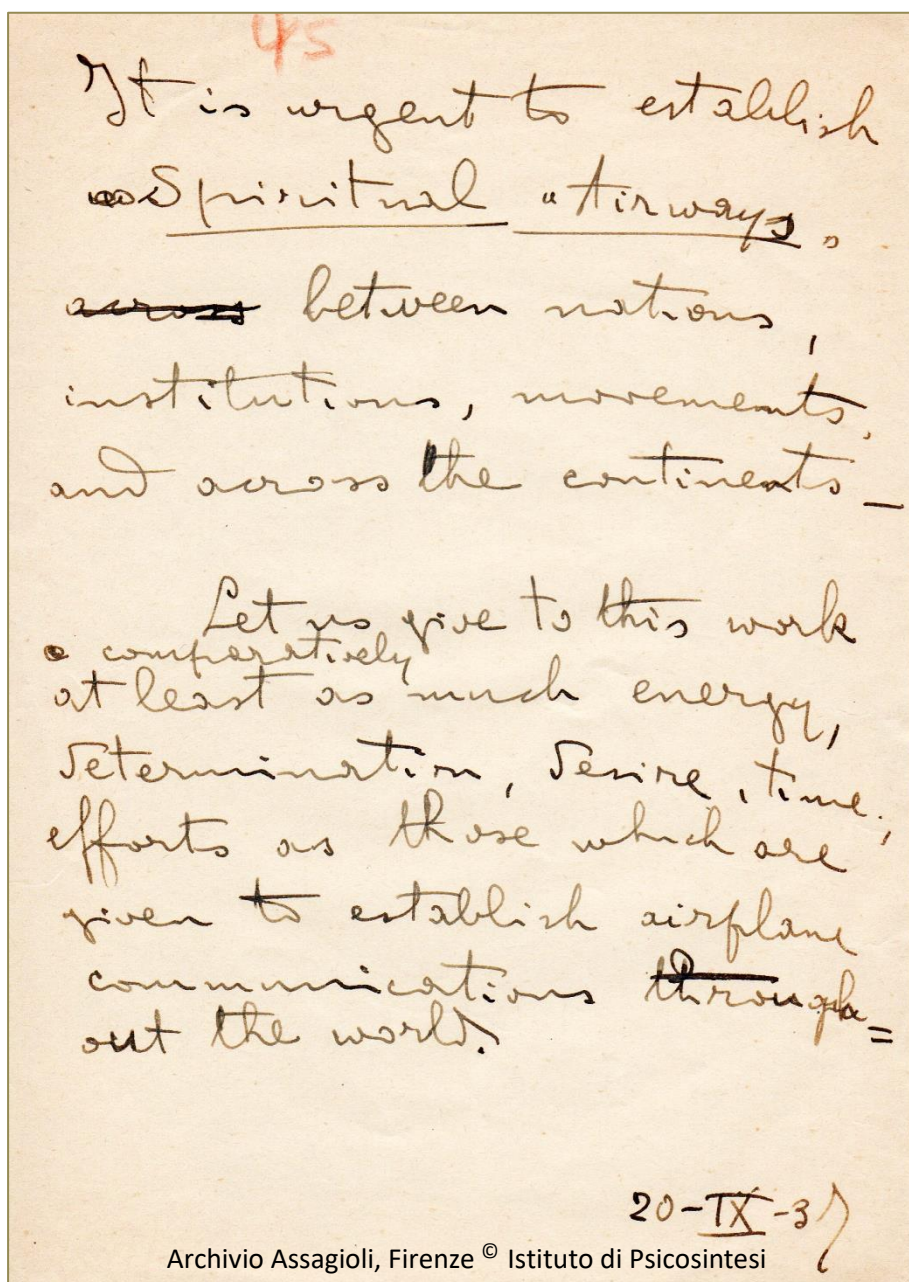 45
It is urgent to establish
Spiritual "Airways„
across between nations,
institutions, movements,
and across the continents –
Let us give to this work
comparatively
at least as much energy,
determination, desire, time,
efforts as those which are
given to establish airplane
communications through=
out the world.
20-IX-37
Archivio Assagioli, Firenze © Istituto di Psicosintesi